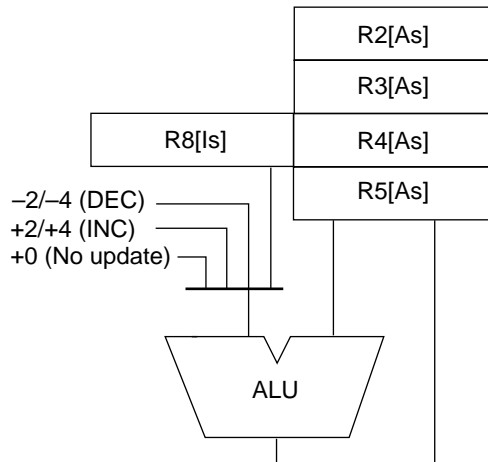 R2[As]
R3[As]
R8[Is] R4[As]
R5[As]
–2/–4 (DEC)
+2/+4 (INC)
+0 (No update)
ALU